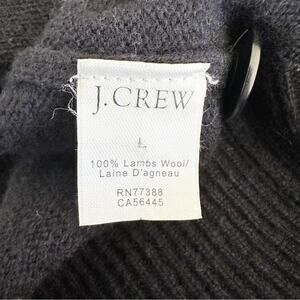 J.CREW
L
100% Lambs Wool/
Laine D'agneau
RN77388
CA56445